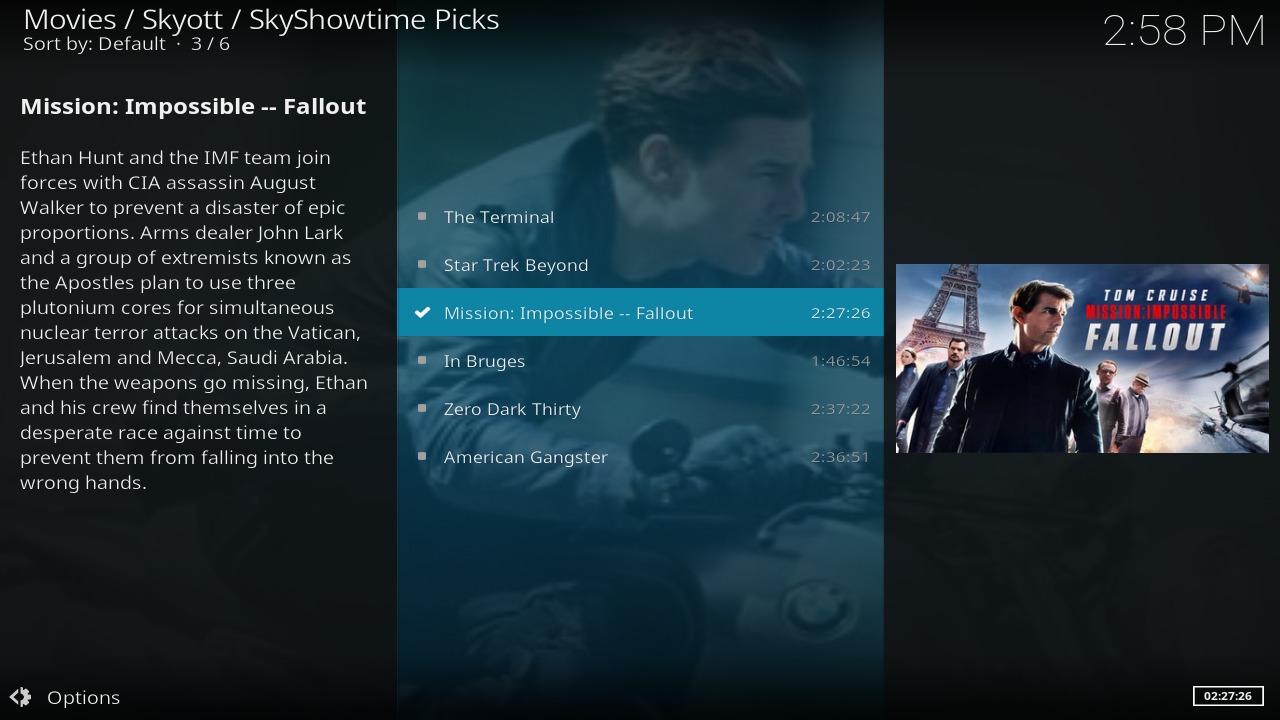 Movies / Skyott / SkyShowtime Picks
Sort by: Default · 3 / 6
2:58 PM
Mission: Impossible -- Fallout
Ethan Hunt and the IMF team join
forces with CIA assassin August
Walker to prevent a disaster of epic
proportions. Arms dealer John Lark
and a group of extremists known as
the Apostles plan to use three
plutonium cores for simultaneous
nuclear terror attacks on the Vatican,
Jerusalem and Mecca, Saudi Arabia.
When the weapons go missing, Ethan
and his crew find themselves in a
desperate race against time to
prevent them from falling into the
wrong hands.
The Terminal 2:08:47
Star Trek Beyond 2:02:23
Mission: Impossible -- Fallout 2:27:26
In Bruges 1:46:54
Zero Dark Thirty 2:37:22
American Gangster 2:36:51
TOM CRUISE
MISSION:IMPOSSIBLE
FALLOUT
Options
02:27:26